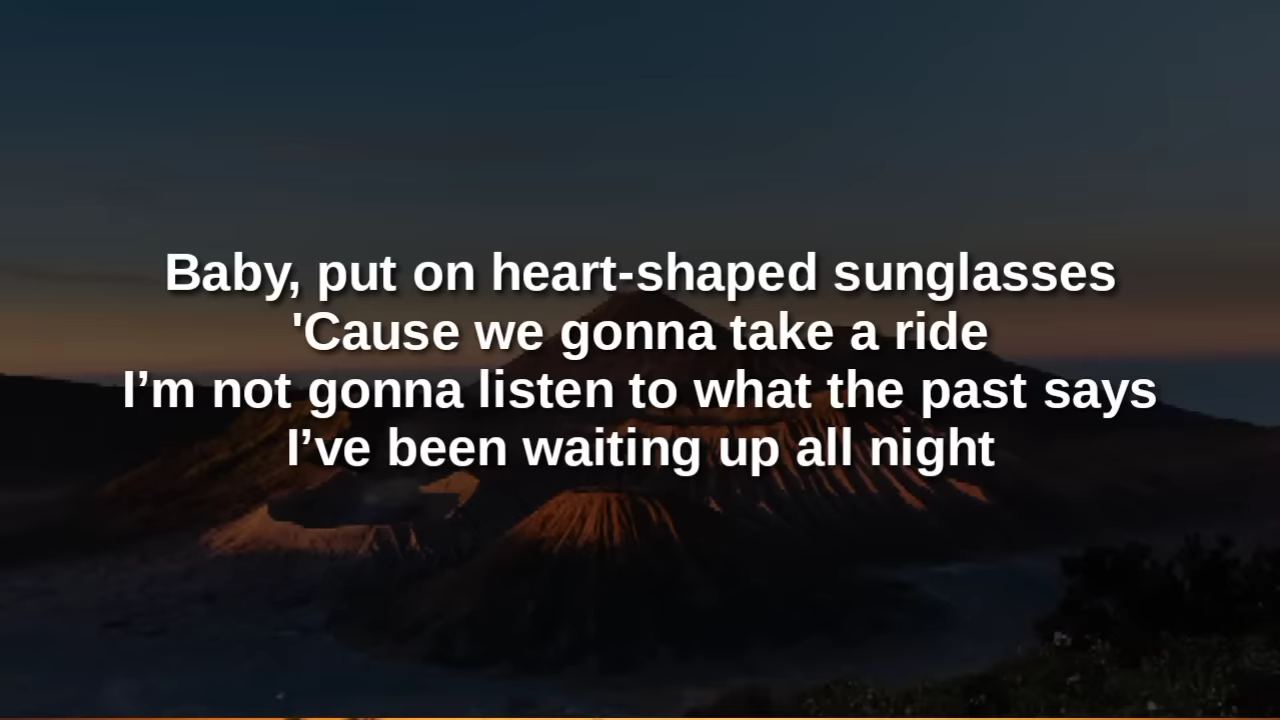 Baby, put on heart-shaped sunglasses
'Cause we gonna take a ride
I’m not gonna listen to what the past says
I’ve been waiting up all night